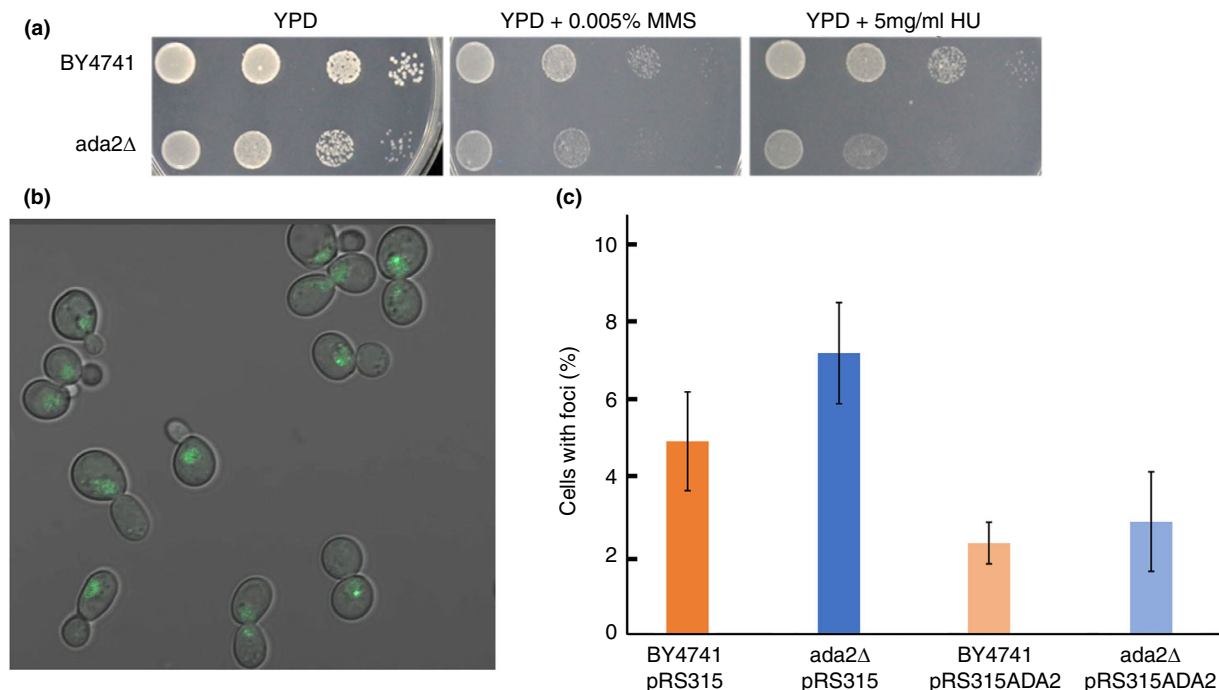 (a)
YPD
YPD + 0.005% MMS
YPD + 5mg/ml HU
BY4741
ada2Δ
(b)
(c)
Cells with foci (%)
10
8
6
4
2
0
BY4741
pRS315
ada2Δ
pRS315
BY4741
pRS315ADA2
ada2Δ
pRS315ADA2